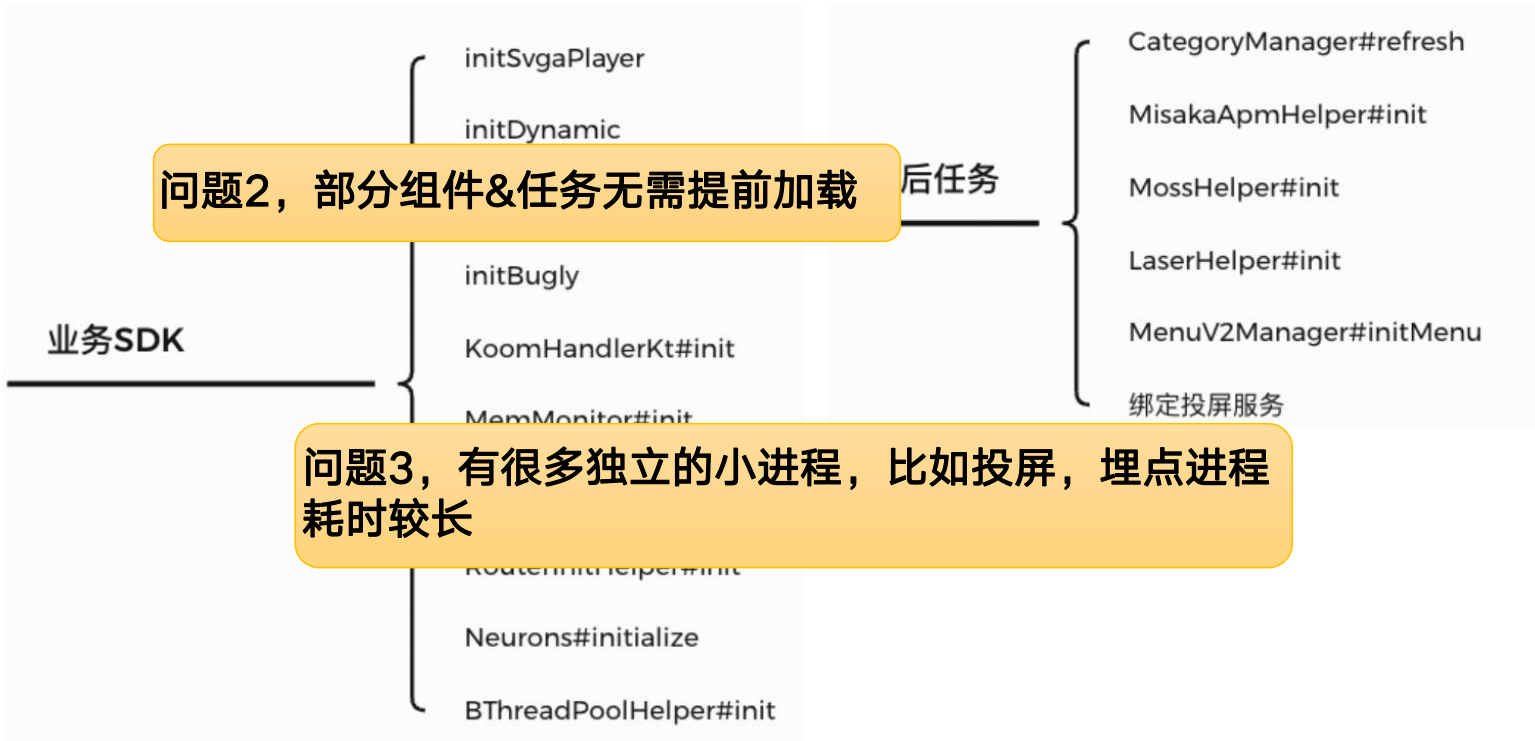 initSvgaPlayer
initDynamic
问题2，部分组件&任务无需提前加载
initBugly
业务SDK
KoomHandlerKt#init
MemMonitor#init
问题3，有很多独立的小进程，比如投屏，埋点进程
耗时较长
RouterInitHelper#init
Neurons#initialize
BThreadPoolHelper#init
后任务
CategoryManager#refresh
MisakaApmHelper#init
MossHelper#init
LaserHelper#init
MenuV2Manager#initMenu
绑定投屏服务